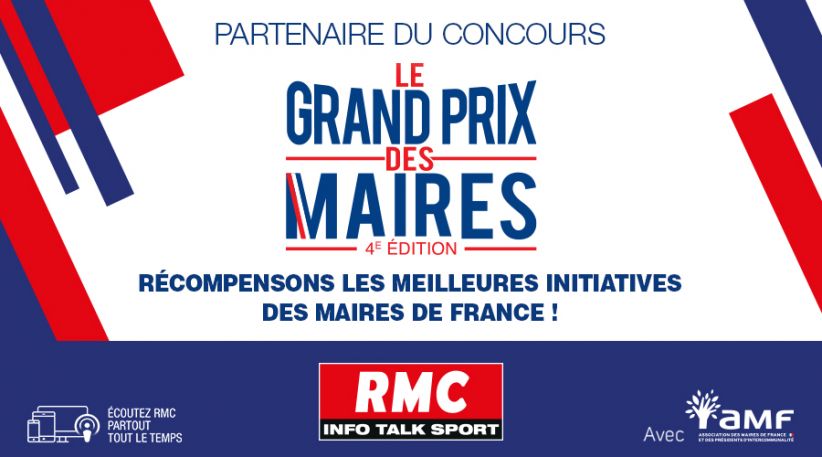 PARTENAIRE DU CONCOURS
LE
GRAND PRIX
DES
MAIRES
4E ÉDITION
RÉCOMPENSONS LES MEILLEURES INITIATIVES
DES MAIRES DE FRANCE !
ÉCOUTEZ RMC
PARTOUT
TOUT LE TEMPS
RMC
INFO TALK SPORT
Avec
AMF
ASSOCIATION DES MAIRES DE FRANCE
ET DES PRÉSIDENTS D'INTERCOMMUNALITÉ